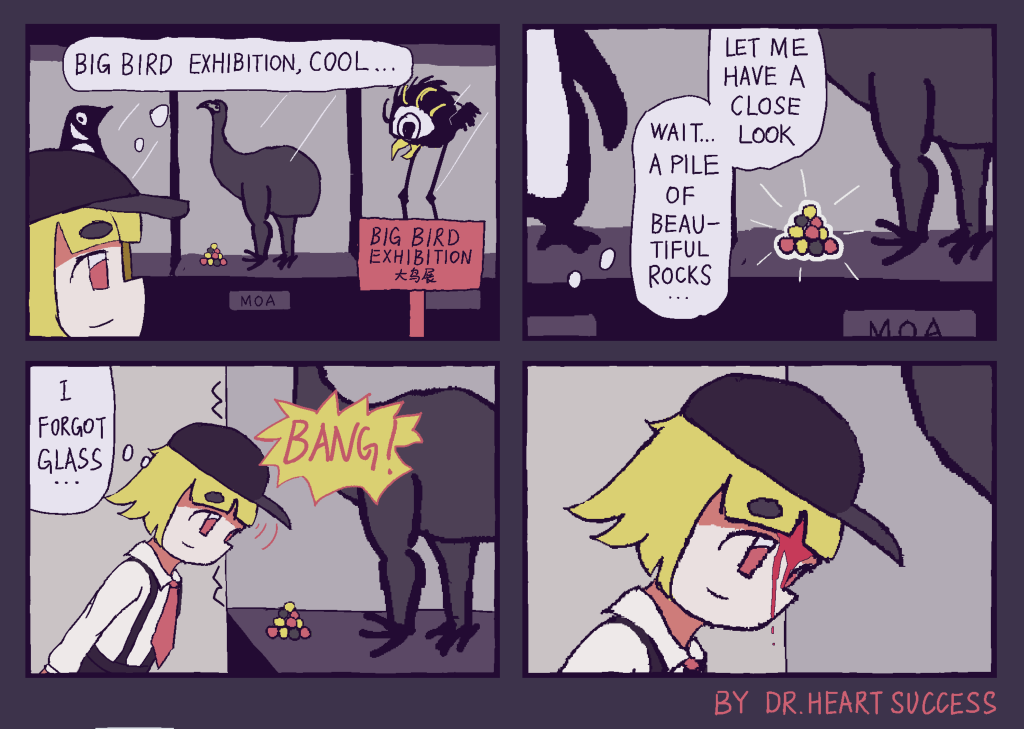 BIG BIRD EXHIBITION, COOL...
BIG BIRD
EXHIBITION
大鸟展
MOA
LET ME
HAVE A
CLOSE
LOOK
WAIT...
A PILE
OF
BEAU-
TIFUL
ROCKS
...
MOA
I
FORGOT
GLASS
...
BANG!
BY DR.HEART SUCCESS